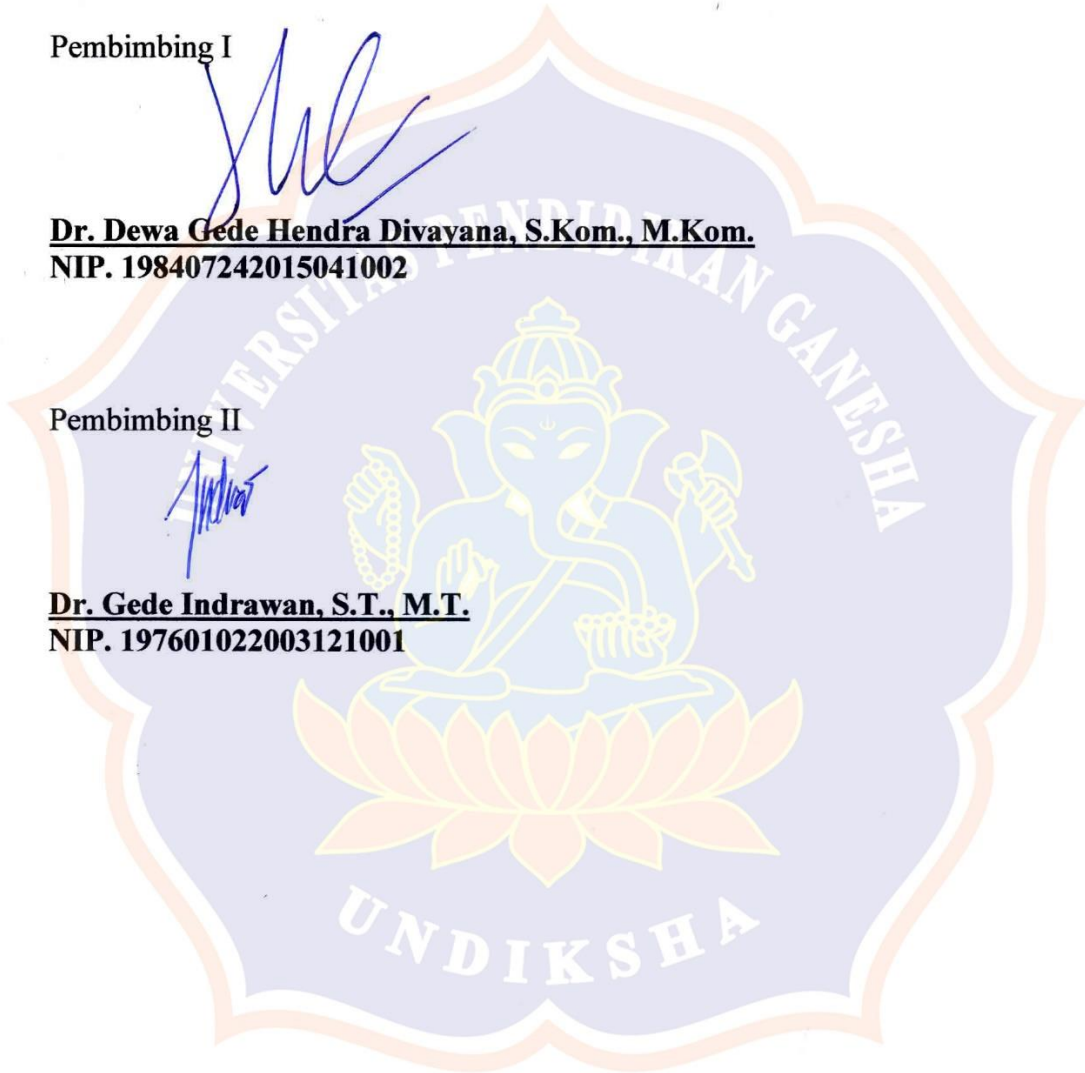 Pembimbing I
Dr. Dewa Gede Hendra Divayana, S.Kom., M.Kom.
NIP. 198407242015041002
UNIVERSITAS PENDIDIKAN GANESHA
Pembimbing II
Dr. Gede Indrawan, S.T., M.T.
NIP. 197601022003121001
UNDIKSHA